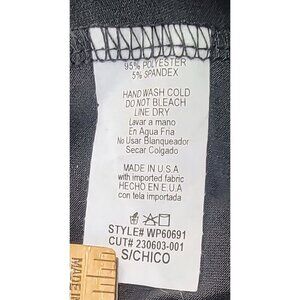 95% POLYESTER
5% SPANDEX
HAND WASH COLD
DO NOT BLEACH
LINE DRY
Lavar a mano
En Agua Fria
No Usar Blanqueador
Secar Colgado
MADE IN U.S.A
with imported fabric
HECHO EN E.U.A
con tela importada
STYLE# WP60691
CUT# 230603-001
S/CHICO
MADE IN